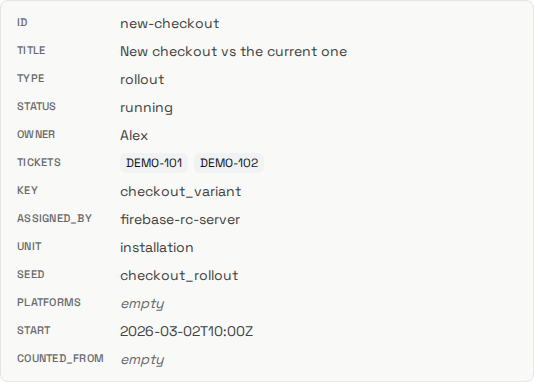 ID new-checkout
TITLE New checkout vs the current one
TYPE rollout
STATUS running
OWNER Alex
TICKETS DEMO-101 DEMO-102
KEY checkout_variant
ASSIGNED_BY firebase-rc-server
UNIT installation
SEED checkout_rollout
PLATFORMS empty
START 2026-03-02T10:00Z
COUNTED_FROM empty